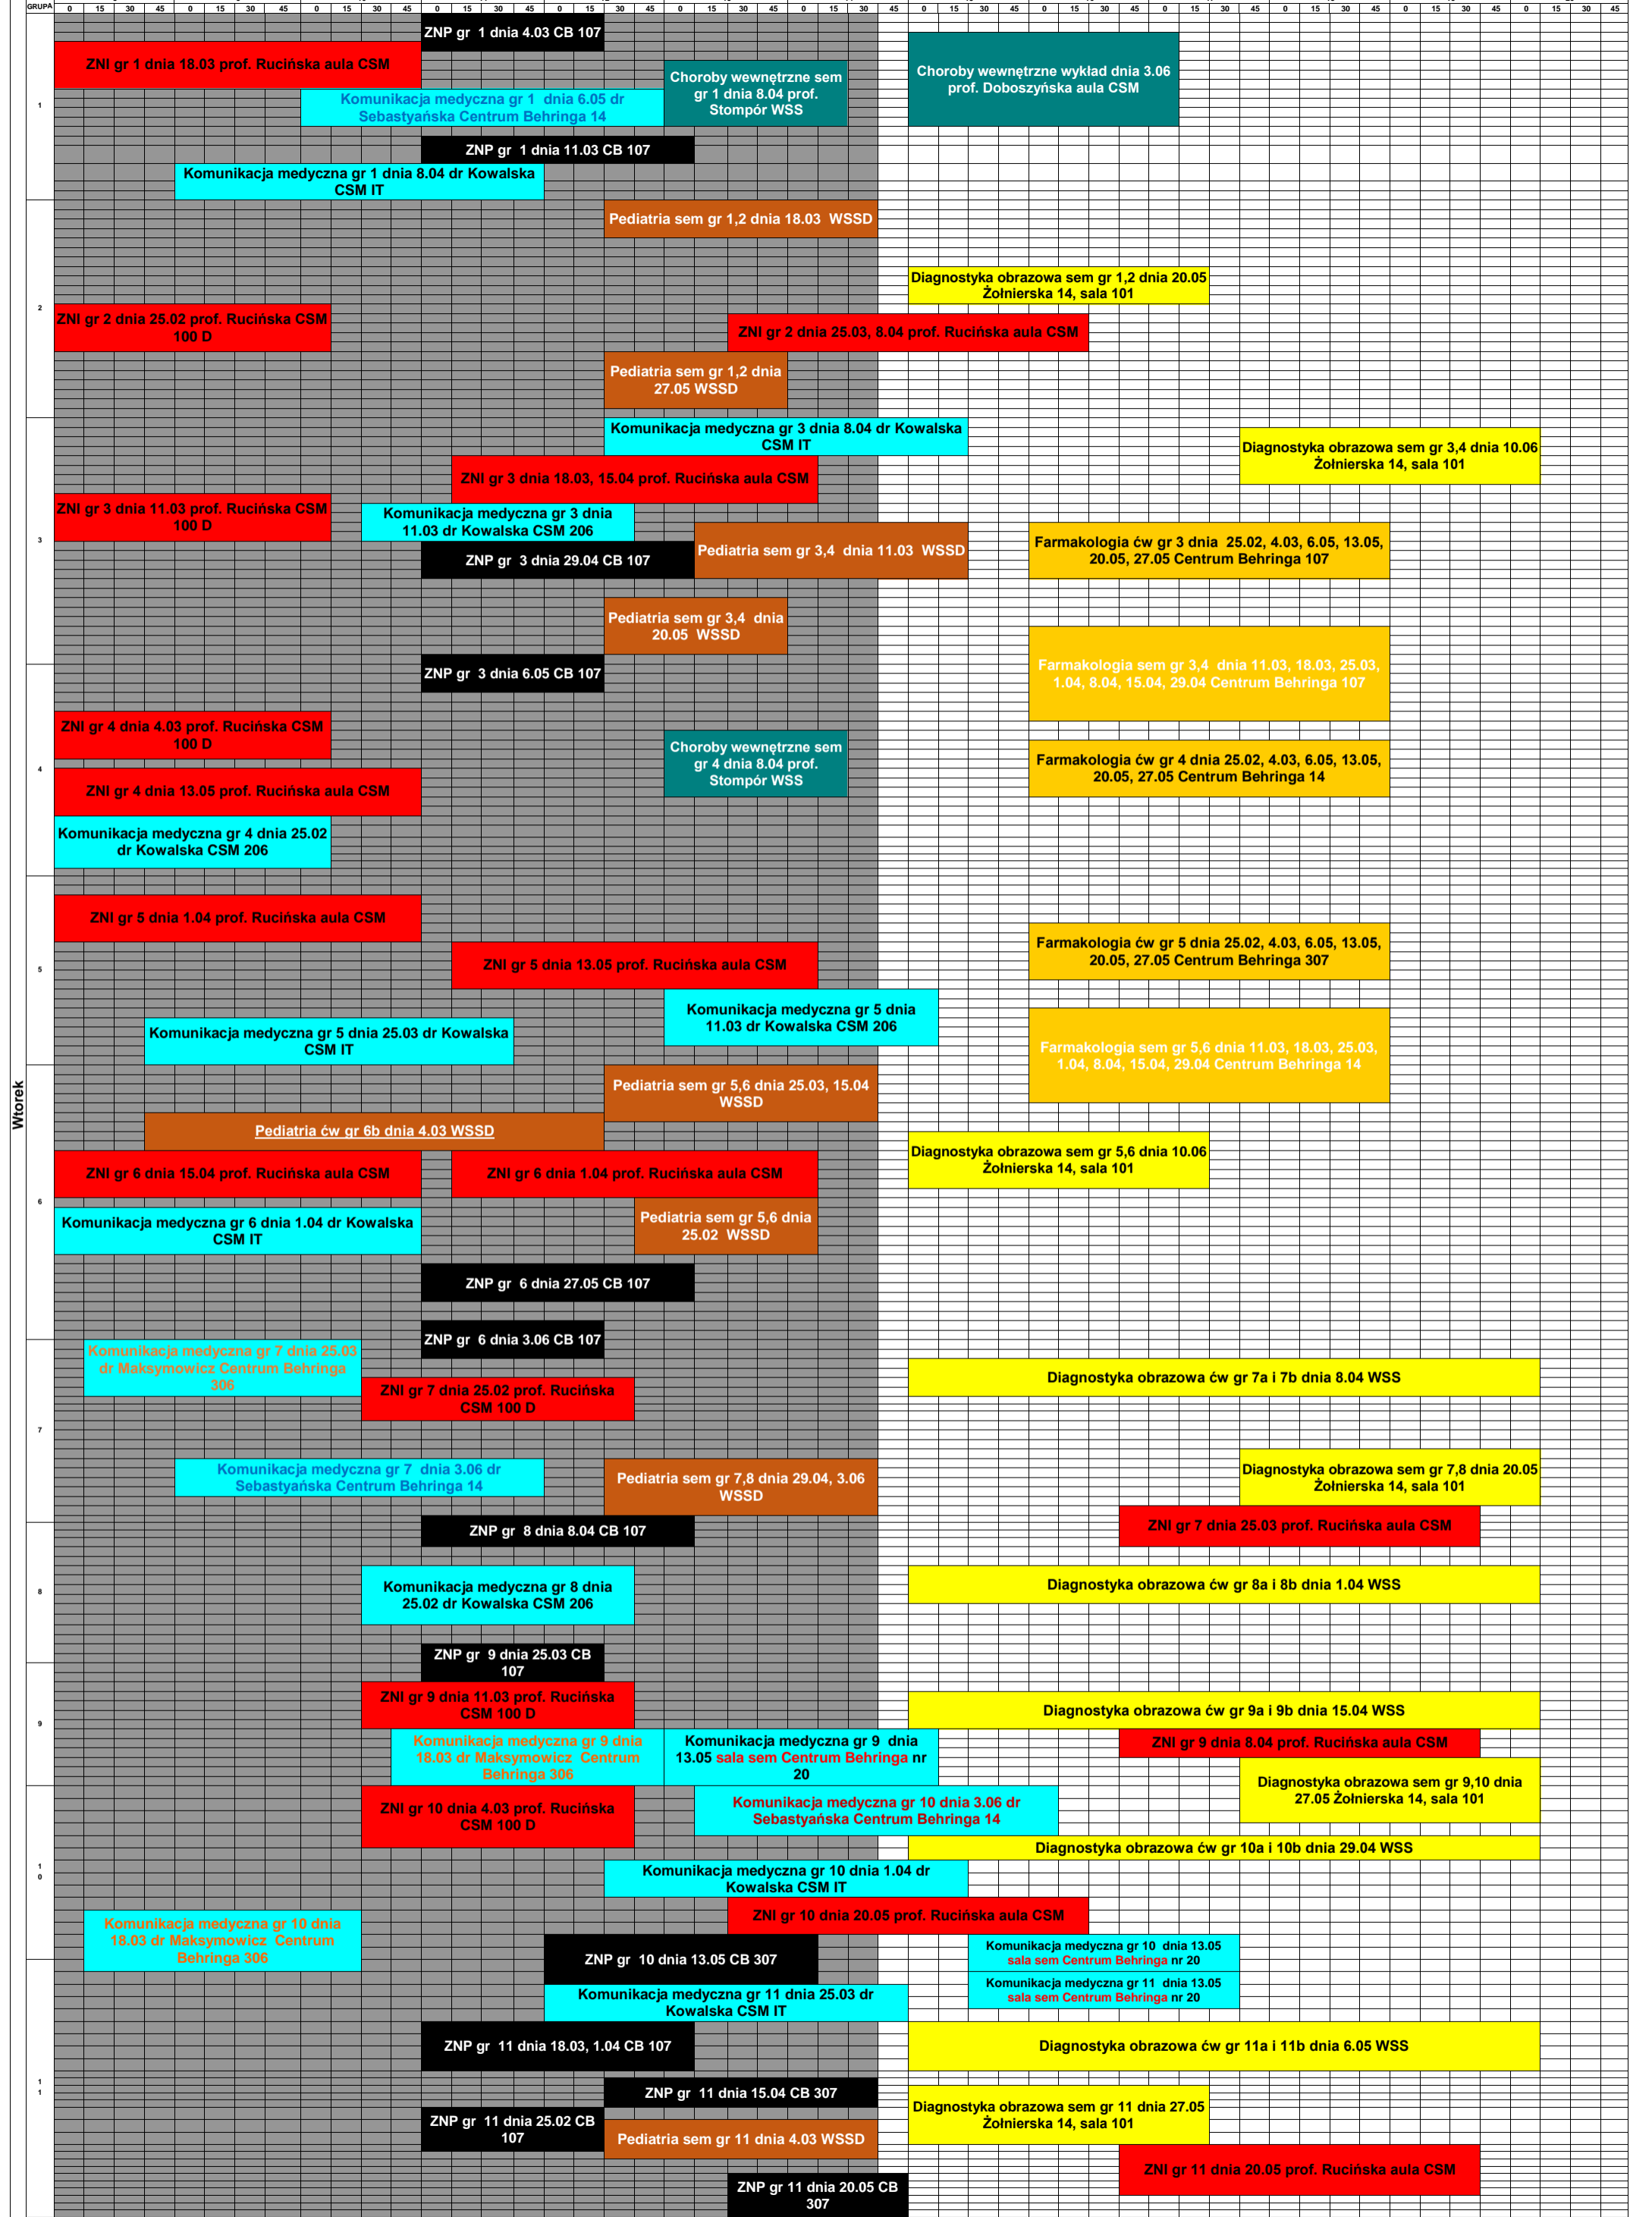 GRUPA 0 15 30 45 0 15 30 45 0 15 30 45 0 15 30 45 0 15 30 45 0 15 30 45 0 15 30 45 0 15 30 45 0 15 30 45 0 15 30 45 0 15 30 45 0 15 30 45 0 15 30 45
Wtorek
1
ZNP gr 1 dnia 4.03 CB 107
ZNI gr 1 dnia 18.03 prof. Rucińska aula CSM
Choroby wewnętrzne sem
gr 1 dnia 8.04 prof.
Stompór WSS
Choroby wewnętrzne wykład dnia 3.06
prof. Doboszyńska aula CSM
Komunikacja medyczna gr 1 dnia 6.05 dr
Sebastyańska Centrum Behringa 14
ZNP gr 1 dnia 11.03 CB 107
Komunikacja medyczna gr 1 dnia 8.04 dr Kowalska
CSM IT
2
Pediatria sem gr 1,2 dnia 18.03 WSSD
Diagnostyka obrazowa sem gr 1,2 dnia 20.05
Żołnierska 14, sala 101
ZNI gr 2 dnia 25.02 prof. Rucińska CSM
100 D
ZNI gr 2 dnia 25.03, 8.04 prof. Rucińska aula CSM
Pediatria sem gr 1,2 dnia
27.05 WSSD
3
Komunikacja medyczna gr 3 dnia 8.04 dr Kowalska
CSM IT
Diagnostyka obrazowa sem gr 3,4 dnia 10.06
Żołnierska 14, sala 101
ZNI gr 3 dnia 18.03, 15.04 prof. Rucińska aula CSM
ZNI gr 3 dnia 11.03 prof. Rucińska CSM
100 D
Komunikacja medyczna gr 3 dnia
11.03 dr Kowalska CSM 206
ZNP gr 3 dnia 29.04 CB 107
Pediatria sem gr 3,4 dnia 11.03 WSSD
Farmakologia ćw gr 3 dnia 25.02, 4.03, 6.05, 13.05,
20.05, 27.05 Centrum Behringa 107
Pediatria sem gr 3,4 dnia
20.05 WSSD
Farmakologia sem gr 3,4 dnia 11.03, 18.03, 25.03,
1.04, 8.04, 15.04, 29.04 Centrum Behringa 107
4
ZNP gr 3 dnia 6.05 CB 107
ZNI gr 4 dnia 4.03 prof. Rucińska CSM
100 D
Choroby wewnętrzne sem
gr 4 dnia 8.04 prof.
Stompór WSS
Farmakologia ćw gr 4 dnia 25.02, 4.03, 6.05, 13.05,
20.05, 27.05 Centrum Behringa 14
ZNI gr 4 dnia 13.05 prof. Rucińska aula CSM
Komunikacja medyczna gr 4 dnia 25.02
dr Kowalska CSM 206
5
ZNI gr 5 dnia 1.04 prof. Rucińska aula CSM
ZNI gr 5 dnia 13.05 prof. Rucińska aula CSM
Farmakologia ćw gr 5 dnia 25.02, 4.03, 6.05, 13.05,
20.05, 27.05 Centrum Behringa 307
Komunikacja medyczna gr 5 dnia
11.03 dr Kowalska CSM 206
Komunikacja medyczna gr 5 dnia 25.03 dr Kowalska
CSM IT
Farmakologia sem gr 5,6 dnia 11.03, 18.03, 25.03,
1.04, 8.04, 15.04, 29.04 Centrum Behringa 14
6
Pediatria sem gr 5,6 dnia 25.03, 15.04
WSSD
Pediatria ćw gr 6b dnia 4.03 WSSD
Diagnostyka obrazowa sem gr 5,6 dnia 10.06
Żołnierska 14, sala 101
ZNI gr 6 dnia 15.04 prof. Rucińska aula CSM
ZNI gr 6 dnia 1.04 prof. Rucińska aula CSM
Komunikacja medyczna gr 6 dnia 1.04 dr Kowalska
CSM IT
Pediatria sem gr 5,6 dnia
25.02 WSSD
ZNP gr 6 dnia 27.05 CB 107
ZNP gr 6 dnia 3.06 CB 107
7
Komunikacja medyczna gr 7 dnia 25.03
dr Maksymowicz Centrum Behringa
306
Diagnostyka obrazowa ćw gr 7a i 7b dnia 8.04 WSS
ZNI gr 7 dnia 25.02 prof. Rucińska
CSM 100 D
Komunikacja medyczna gr 7 dnia 3.06 dr
Sebastyańska Centrum Behringa 14
Pediatria sem gr 7,8 dnia 29.04, 3.06
WSSD
Diagnostyka obrazowa sem gr 7,8 dnia 20.05
Żołnierska 14, sala 101
ZNI gr 7 dnia 25.03 prof. Rucińska aula CSM
8
ZNP gr 8 dnia 8.04 CB 107
Komunikacja medyczna gr 8 dnia
25.02 dr Kowalska CSM 206
Diagnostyka obrazowa ćw gr 8a i 8b dnia 1.04 WSS
ZNP gr 9 dnia 25.03 CB
107
9
ZNI gr 9 dnia 11.03 prof. Rucińska
CSM 100 D
Diagnostyka obrazowa ćw gr 9a i 9b dnia 15.04 WSS
Komunikacja medyczna gr 9 dnia
18.03 dr Maksymowicz Centrum
Behringa 306
Komunikacja medyczna gr 9 dnia
13.05 sala sem Centrum Behringa nr
20
ZNI gr 9 dnia 8.04 prof. Rucińska aula CSM
Diagnostyka obrazowa sem gr 9,10 dnia
27.05 Żołnierska 14, sala 101
1
0
ZNI gr 10 dnia 4.03 prof. Rucińska
CSM 100 D
Komunikacja medyczna gr 10 dnia 3.06 dr
Sebastyańska Centrum Behringa 14
Diagnostyka obrazowa ćw gr 10a i 10b dnia 29.04 WSS
Komunikacja medyczna gr 10 dnia 1.04 dr
Kowalska CSM IT
ZNI gr 10 dnia 20.05 prof. Rucińska aula CSM
Komunikacja medyczna gr 10 dnia
18.03 dr Maksymowicz Centrum
Behringa 306
ZNP gr 10 dnia 13.05 CB 307
Komunikacja medyczna gr 10 dnia 13.05
sala sem Centrum Behringa nr 20
1
1
Komunikacja medyczna gr 11 dnia 13.05
sala sem Centrum Behringa nr 20
Komunikacja medyczna gr 11 dnia 25.03 dr
Kowalska CSM IT
ZNP gr 11 dnia 18.03, 1.04 CB 107
Diagnostyka obrazowa ćw gr 11a i 11b dnia 6.05 WSS
ZNP gr 11 dnia 15.04 CB 307
Diagnostyka obrazowa sem gr 11 dnia 27.05
Żołnierska 14, sala 101
ZNP gr 11 dnia 25.02 CB
107
Pediatria sem gr 11 dnia 4.03 WSSD
ZNI gr 11 dnia 20.05 prof. Rucińska aula CSM
ZNP gr 11 dnia 20.05 CB
307